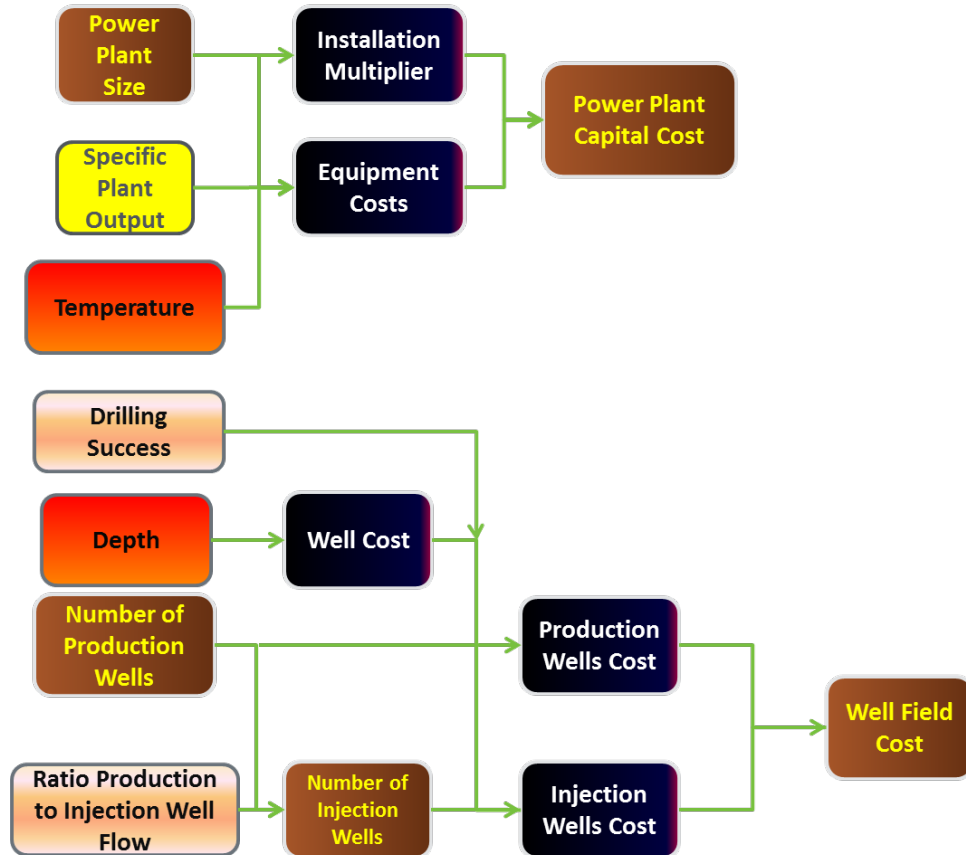 Power
Plant
Size
Installation
Multiplier
Power Plant
Capital Cost
Specific
Plant
Output
Equipment
Costs
Temperature
Drilling
Success
Depth
Well Cost
Number of
Production
Wells
Production
Wells Cost
Well Field
Cost
Ratio Production
to Injection Well
Flow
Number of
Injection
Wells
Injection
Wells Cost